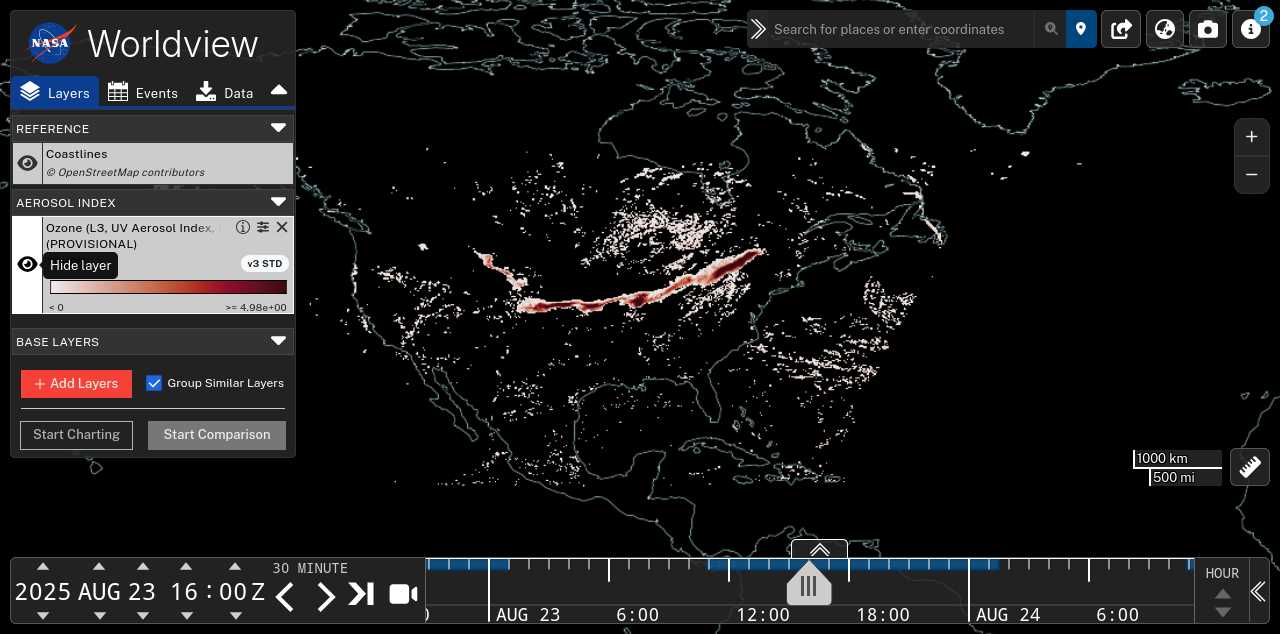 NASA
Worldview
Layers
Events
Data
REFERENCE
Coastlines
© OpenStreetMap contributors
AEROSOL INDEX
Ozone (L3, UV Aerosol Index,
(PROVISIONAL)
Hide layer
v3 STD
< 0
>= 4.98e+00
BASE LAYERS
+ Add Layers
Group Similar Layers
Start Charting
Start Comparison
Search for places or enter coordinates
2
+
−
1000 km
500 mi
2025 AUG 23 16 : 00 Z
30 MINUTE
AUG 23
6:00
12:00
18:00
AUG 24
6:00
HOUR